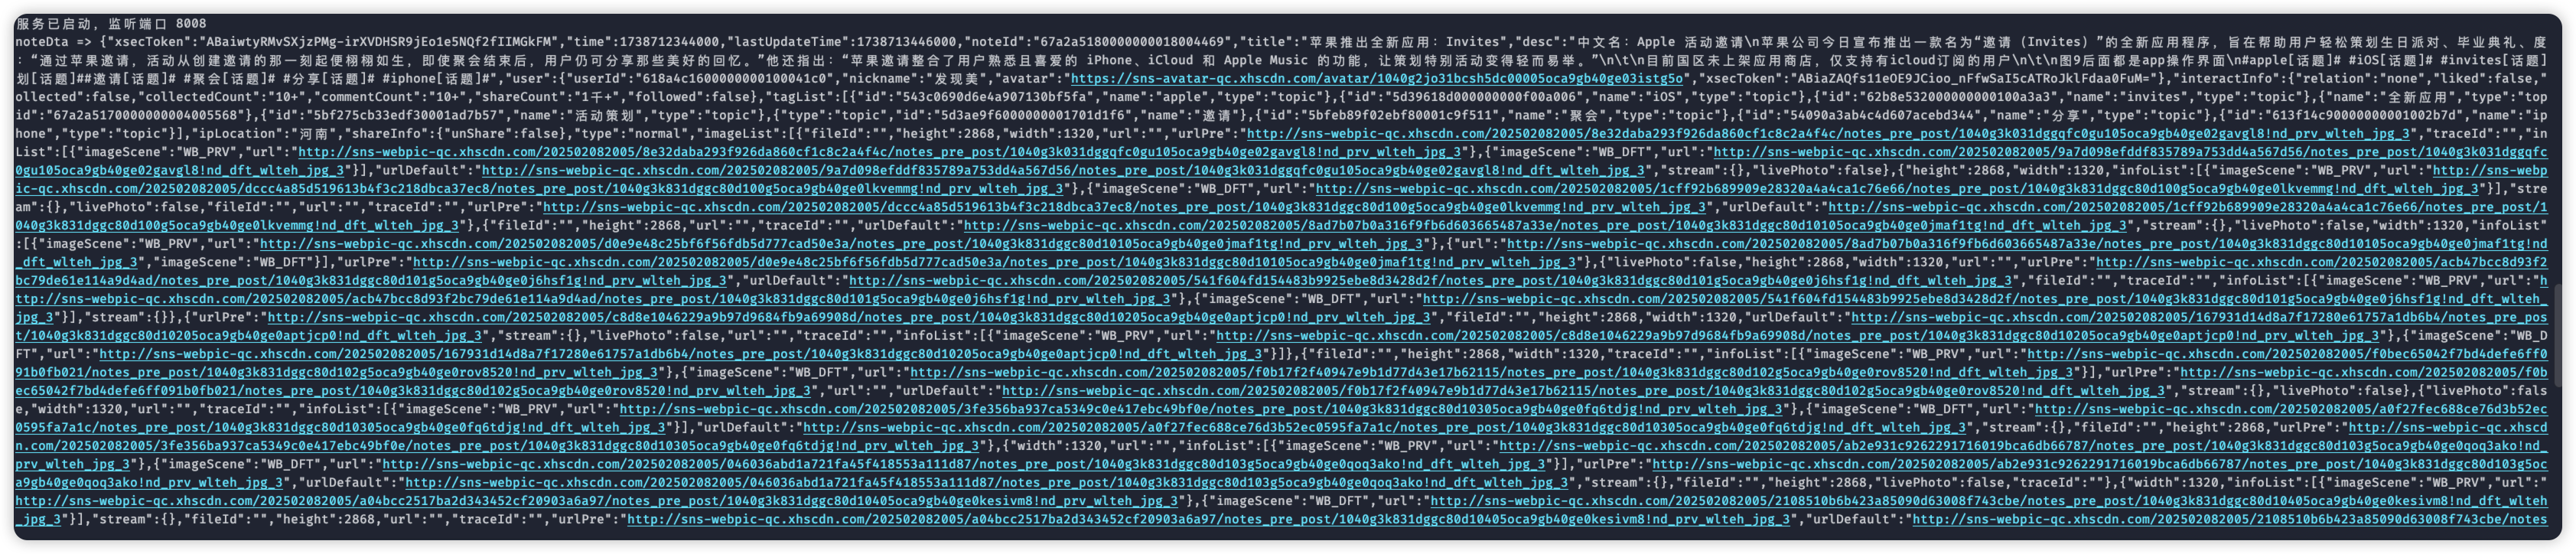 服务已启动, 监听端口 8008
noteDta => {"xsecToken":"ABaiwtyRMvSXjzPMg-irXVDHSR9jEo1e5NQf2fIIMGkFM","time":1738712344000,"lastUpdateTime":1738713446000,"noteId":"67a2a5180000000018004469","title":"苹果推出全新应用: Invites","desc":"中文名: Apple 活动邀请\n苹果公司今日宣布推出一款名为“邀请 (Invites) ”的全新应用程序, 旨在帮助用户轻松策划生日派对、毕业典礼、度
: “通过苹果邀请, 活动从创建邀请的那一刻起便栩栩如生, 即使聚会结束后, 用户仍可分享那些美好的回忆。”他还指出: “苹果邀请整合了用户熟悉且喜爱的 iPhone、iCloud 和 Apple Music 的功能, 让策划特别活动变得轻而易举。”\n\t\n\t目前国区未上架应用商店, 仅支持有icloud订阅的用户\n\t\n\t图9后面都是app操作界面\n#apple[话题]# #iOS[话题]# #invites[话题]
划[话题]##邀请[话题]# #聚会[话题]# #分享[话题]# #iphone[话题]#","user":{"userId":"618a4c1600000000100041c0","nickname":"发现美","avatar":"https://sns-avatar-qc.xhscdn.com/avatar/1040g2jo31bcsh5dc00005oca9gb40ge03istg5o","xsecToken":"ABiaZAQfs11eOE9JCioo_nFfwSaI5cATRoJklFdaa0FuM="},"interactInfo":{"relation":"none","liked":false,"
ollected":false,"collectedCount":"10+","commentCount":"10+","shareCount":"1千+","followed":false},"tagList":[{"id":"543c0690d6e4a907130bf5fa","name":"apple","type":"topic"},{"id":"5d39618d000000000f00a006","name":"iOS","type":"topic"},{"id":"62b8e532000000000100a3a3","name":"invites","type":"topic"},{"name":"全新应用","type":"top
id":"67a2a5170000000004005568"},{"id":"5bf275cb33edf30001ad7b57","name":"活动策划","type":"topic"},{"id":"5d3ae9f6000000001701d1f6","name":"邀请"},{"id":"5bfeb89f02ebf80001c9f511","name":"聚会","type":"topic"},{"id":"54090a3ab4c4d607acebd344","name":"分享","type":"topic"},{"id":"613f14c90000000001002b7d","name":"ip
hone","type":"topic"}],"ipLocation":"河南","shareInfo":{"unShare":false},"type":"normal","imageList":[{"fileId":"","height":2868,"width":1320,"url":"","urlPre":"http://sns-webpic-qc.xhscdn.com/202502082005/8e32daba293f926da860cf1c8c2a4f4c/notes_pre_post/1040g3k031dggqfc0gu105oca9gb40ge02gavgl8!nd_prv_wlteh_jpg_3","traceId":"","in
List":[{"imageScene":"WB_PRV","url":"http://sns-webpic-qc.xhscdn.com/202502082005/8e32daba293f926da860cf1c8c2a4f4c/notes_pre_post/1040g3k031dggqfc0gu105oca9gb40ge02gavgl8!nd_prv_wlteh_jpg_3"},{"imageScene":"WB_DFT","url":"http://sns-webpic-qc.xhscdn.com/202502082005/9a7d098efddf835789a753dd4a567d56/notes_pre_post/1040g3k031dggqfc
0gu105oca9gb40ge02gavgl8!nd_dft_wlteh_jpg_3"}],"urlDefault":"http://sns-webpic-qc.xhscdn.com/202502082005/9a7d098efddf835789a753dd4a567d56/notes_pre_post/1040g3k031dggqfc0gu105oca9gb40ge02gavgl8!nd_dft_wlteh_jpg_3","stream":{},"livePhoto":false},{"height":2868,"width":1320,"infoList":[{"imageScene":"WB_PRV","url":"http://sns-webp
ic-qc.xhscdn.com/202502082005/dccc4a85d519613b4f3c218dbca37ec8/notes_pre_post/1040g3k831dggc80d100g5oca9gb40ge0lkvemmg!nd_prv_wlteh_jpg_3"},{"imageScene":"WB_DFT","url":"http://sns-webpic-qc.xhscdn.com/202502082005/1cff92b689909e28320a4a4ca1c76e66/notes_pre_post/1040g3k831dggc80d100g5oca9gb40ge0lkvemmg!nd_dft_wlteh_jpg_3"}],"stre
am":{},"livePhoto":false,"fileId":"","url":"","traceId":"","urlPre":"http://sns-webpic-qc.xhscdn.com/202502082005/dccc4a85d519613b4f3c218dbca37ec8/notes_pre_post/1040g3k831dggc80d100g5oca9gb40ge0lkvemmg!nd_prv_wlteh_jpg_3","urlDefault":"http://sns-webpic-qc.xhscdn.com/202502082005/1cff92b689909e28320a4a4ca1c76e66/notes_pre_post/1
040g3k831dggc80d100g5oca9gb40ge0lkvemmg!nd_dft_wlteh_jpg_3"},{"fileId":"","height":2868,"url":"","traceId":"","urlDefault":"http://sns-webpic-qc.xhscdn.com/202502082005/8ad7b07b0a316f9fb6d603665487a33e/notes_pre_post/1040g3k831dggc80d10105oca9gb40ge0jmaf1tg!nd_dft_wlteh_jpg_3","stream":{},"livePhoto":false,"width":1320,"infoList"
:[{"imageScene":"WB_PRV","url":"http://sns-webpic-qc.xhscdn.com/202502082005/d0e9e48c25bf6f56fdb5d777cad50e3a/notes_pre_post/1040g3k831dggc80d10105oca9gb40ge0jmaf1tg!nd_prv_wlteh_jpg_3"},{"url":"http://sns-webpic-qc.xhscdn.com/202502082005/8ad7b07b0a316f9fb6d603665487a33e/notes_pre_post/1040g3k831dggc80d10105oca9gb40ge0jmaf1tg!nd
_dft_wlteh_jpg_3","imageScene":"WB_DFT"}],"urlPre":"http://sns-webpic-qc.xhscdn.com/202502082005/d0e9e48c25bf6f56fdb5d777cad50e3a/notes_pre_post/1040g3k831dggc80d10105oca9gb40ge0jmaf1tg!nd_prv_wlteh_jpg_3"},{"livePhoto":false,"height":2868,"width":1320,"url":"","urlPre":"http://sns-webpic-qc.xhscdn.com/202502082005/acb47bcc8d93f2
bc79de61e114a9d4ad/notes_pre_post/1040g3k831dggc80d101g5oca9gb40ge0j6hsf1g!nd_prv_wlteh_jpg_3","urlDefault":"http://sns-webpic-qc.xhscdn.com/202502082005/541f604fd154483b9925ebe8d3428d2f/notes_pre_post/1040g3k831dggc80d101g5oca9gb40ge0j6hsf1g!nd_dft_wlteh_jpg_3","fileId":"","traceId":"","infoList":[{"imageScene":"WB_PRV","url":"h
ttp://sns-webpic-qc.xhscdn.com/202502082005/acb47bcc8d93f2bc79de61e114a9d4ad/notes_pre_post/1040g3k831dggc80d101g5oca9gb40ge0j6hsf1g!nd_prv_wlteh_jpg_3"},{"imageScene":"WB_DFT","url":"http://sns-webpic-qc.xhscdn.com/202502082005/541f604fd154483b9925ebe8d3428d2f/notes_pre_post/1040g3k831dggc80d101g5oca9gb40ge0j6hsf1g!nd_dft_wlteh_
jpg_3"}],"stream":{}},{"urlPre":"http://sns-webpic-qc.xhscdn.com/202502082005/c8d8e1046229a9b97d9684fb9a69908d/notes_pre_post/1040g3k831dggc80d10205oca9gb40ge0aptjcp0!nd_prv_wlteh_jpg_3","fileId":"","height":2868,"width":1320,"urlDefault":"http://sns-webpic-qc.xhscdn.com/202502082005/167931d14d8a7f17280e61757a1db6b4/notes_pre_pos
t/1040g3k831dggc80d10205oca9gb40ge0aptjcp0!nd_dft_wlteh_jpg_3","stream":{},"livePhoto":false,"url":"","traceId":"","infoList":[{"imageScene":"WB_PRV","url":"http://sns-webpic-qc.xhscdn.com/202502082005/c8d8e1046229a9b97d9684fb9a69908d/notes_pre_post/1040g3k831dggc80d10205oca9gb40ge0aptjcp0!nd_prv_wlteh_jpg_3"},{"imageScene":"WB_D
FT","url":"http://sns-webpic-qc.xhscdn.com/202502082005/167931d14d8a7f17280e61757a1db6b4/notes_pre_post/1040g3k831dggc80d10205oca9gb40ge0aptjcp0!nd_dft_wlteh_jpg_3"}]},{"fileId":"","height":2868,"width":1320,"traceId":"","infoList":[{"imageScene":"WB_PRV","url":"http://sns-webpic-qc.xhscdn.com/202502082005/f0bec65042f7bd4defe6ff0
91b0fb021/notes_pre_post/1040g3k831dggc80d102g5oca9gb40ge0rov8520!nd_prv_wlteh_jpg_3"},{"imageScene":"WB_DFT","url":"http://sns-webpic-qc.xhscdn.com/202502082005/f0b17f2f40947e9b1d77d43e17b62115/notes_pre_post/1040g3k831dggc80d102g5oca9gb40ge0rov8520!nd_dft_wlteh_jpg_3"}],"urlPre":"http://sns-webpic-qc.xhscdn.com/202502082005/f0b
ec65042f7bd4defe6ff091b0fb021/notes_pre_post/1040g3k831dggc80d102g5oca9gb40ge0rov8520!nd_prv_wlteh_jpg_3","url":"","urlDefault":"http://sns-webpic-qc.xhscdn.com/202502082005/f0b17f2f40947e9b1d77d43e17b62115/notes_pre_post/1040g3k831dggc80d102g5oca9gb40ge0rov8520!nd_dft_wlteh_jpg_3","stream":{},"livePhoto":false},{"livePhoto":fals
e,"width":1320,"url":"","traceId":"","infoList":[{"imageScene":"WB_PRV","url":"http://sns-webpic-qc.xhscdn.com/202502082005/3fe356ba937ca5349c0e417ebc49bf0e/notes_pre_post/1040g3k831dggc80d10305oca9gb40ge0fq6tdjg!nd_prv_wlteh_jpg_3"},{"imageScene":"WB_DFT","url":"http://sns-webpic-qc.xhscdn.com/202502082005/a0f27fec688ce76d3b52ec
0595fa7a1c/notes_pre_post/1040g3k831dggc80d10305oca9gb40ge0fq6tdjg!nd_dft_wlteh_jpg_3"}],"urlDefault":"http://sns-webpic-qc.xhscdn.com/202502082005/a0f27fec688ce76d3b52ec0595fa7a1c/notes_pre_post/1040g3k831dggc80d10305oca9gb40ge0fq6tdjg!nd_dft_wlteh_jpg_3","stream":{},"fileId":"","height":2868,"urlPre":"http://sns-webpic-qc.xhscd
n.com/202502082005/3fe356ba937ca5349c0e417ebc49bf0e/notes_pre_post/1040g3k831dggc80d10305oca9gb40ge0fq6tdjg!nd_prv_wlteh_jpg_3"},{"width":1320,"url":"","infoList":[{"imageScene":"WB_PRV","url":"http://sns-webpic-qc.xhscdn.com/202502082005/ab2e931c9262291716019bca6db66787/notes_pre_post/1040g3k831dggc80d103g5oca9gb40ge0qoq3ako!nd_
prv_wlteh_jpg_3"},{"imageScene":"WB_DFT","url":"http://sns-webpic-qc.xhscdn.com/202502082005/046036abd1a721fa45f418553a111d87/notes_pre_post/1040g3k831dggc80d103g5oca9gb40ge0qoq3ako!nd_dft_wlteh_jpg_3"}],"urlPre":"http://sns-webpic-qc.xhscdn.com/202502082005/ab2e931c9262291716019bca6db66787/notes_pre_post/1040g3k831dggc80d103g5oc
a9gb40ge0qoq3ako!nd_prv_wlteh_jpg_3","urlDefault":"http://sns-webpic-qc.xhscdn.com/202502082005/046036abd1a721fa45f418553a111d87/notes_pre_post/1040g3k831dggc80d103g5oca9gb40ge0qoq3ako!nd_dft_wlteh_jpg_3","stream":{},"fileId":"","height":2868,"livePhoto":false,"traceId":""},{"width":1320,"infoList":[{"imageScene":"WB_PRV","url":"
http://sns-webpic-qc.xhscdn.com/202502082005/a04bcc2517ba2d343452cf20903a6a97/notes_pre_post/1040g3k831dggc80d10405oca9gb40ge0kesivm8!nd_prv_wlteh_jpg_3"},{"imageScene":"WB_DFT","url":"http://sns-webpic-qc.xhscdn.com/202502082005/2108510b6b423a85090d63008f743cbe/notes_pre_post/1040g3k831dggc80d10405oca9gb40ge0kesivm8!nd_dft_wlteh
_jpg_3"}],"stream":{},"fileId":"","height":2868,"url":"","traceId":"","urlPre":"http://sns-webpic-qc.xhscdn.com/202502082005/a04bcc2517ba2d343452cf20903a6a97/notes_pre_post/1040g3k831dggc80d10405oca9gb40ge0kesivm8!nd_prv_wlteh_jpg_3","urlDefault":"http://sns-webpic-qc.xhscdn.com/202502082005/2108510b6b423a85090d63008f743cbe/notes